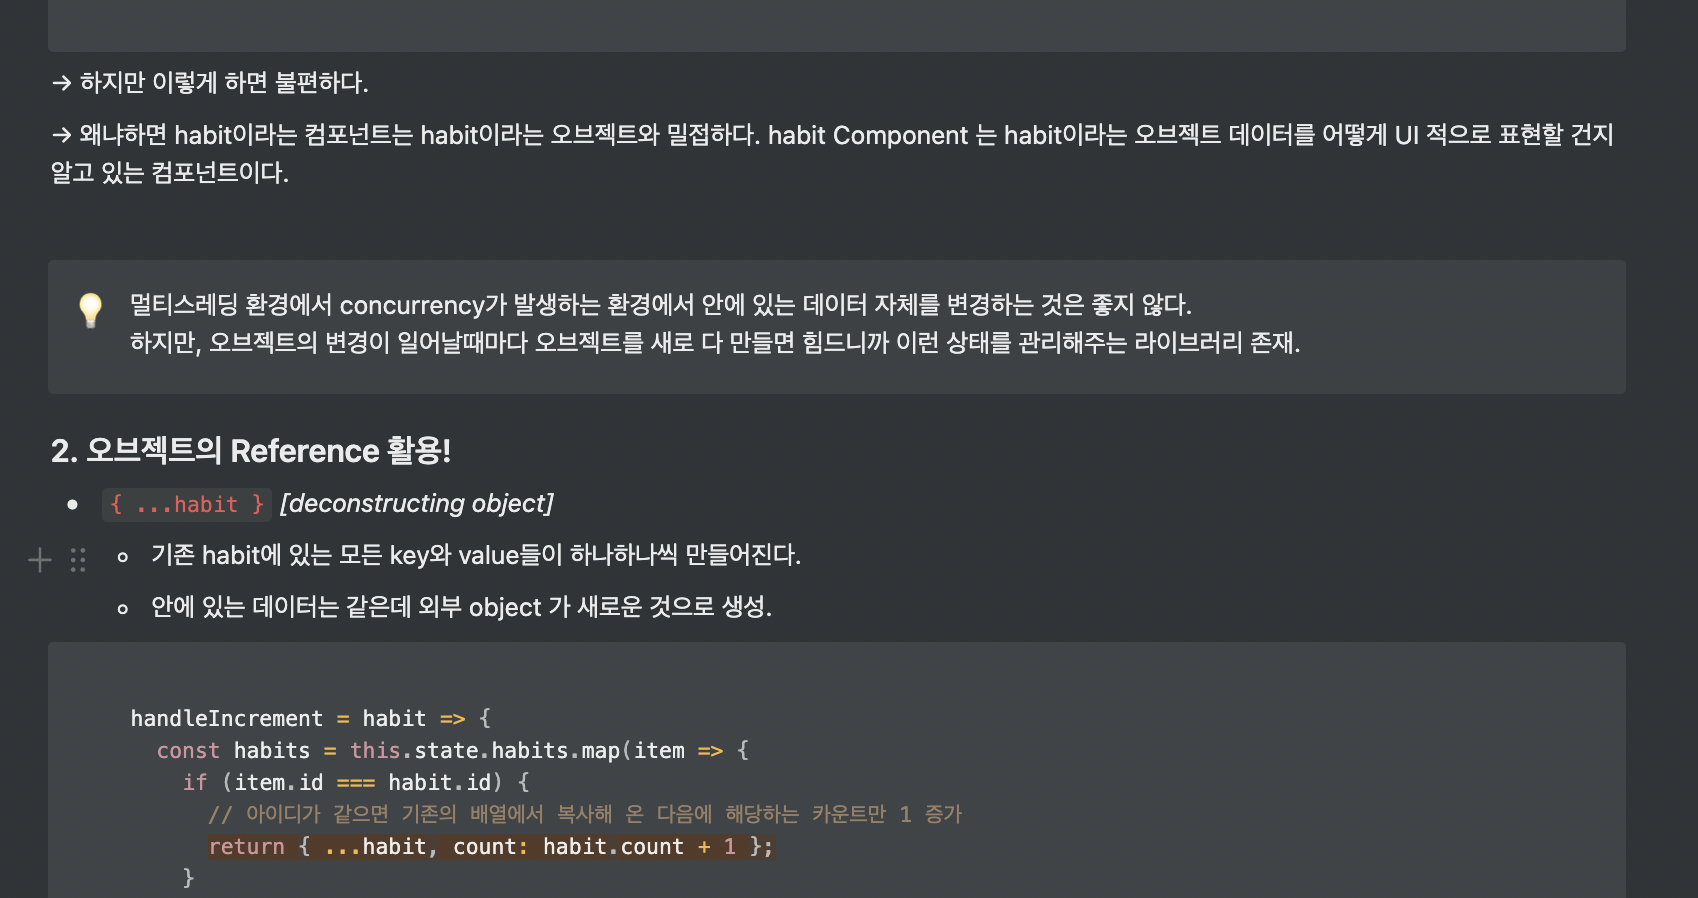 → 하지만 이렇게 하면 불편하다.
→ 왜냐하면 habit이라는 컴포넌트는 habit이라는 오브젝트와 밀접하다. habit Component 는 habit이라는 오브젝트 데이터를 어떻게 UI 적으로 표현할 건지
알고 있는 컴포넌트이다.
멀티스레딩 환경에서 concurrency가 발생하는 환경에서 안에 있는 데이터 자체를 변경하는 것은 좋지 않다.
하지만, 오브젝트의 변경이 일어날때마다 오브젝트를 새로 다 만들면 힘드니까 이런 상태를 관리해주는 라이브러리 존재.
2. 오브젝트의 Reference 활용!
• { ...habit } [deconstructing object]
◦ 기존 habit에 있는 모든 key와 value들이 하나하나씩 만들어진다.
◦ 안에 있는 데이터는 같은데 외부 object 가 새로운 것으로 생성.
handleIncrement = habit => {
const habits = this.state.habits.map(item => {
if (item.id === habit.id) {
// 아이디가 같으면 기존의 배열에서 복사해 온 다음에 해당하는 카운트만 1 증가
return { ...habit, count: habit.count + 1 };
}